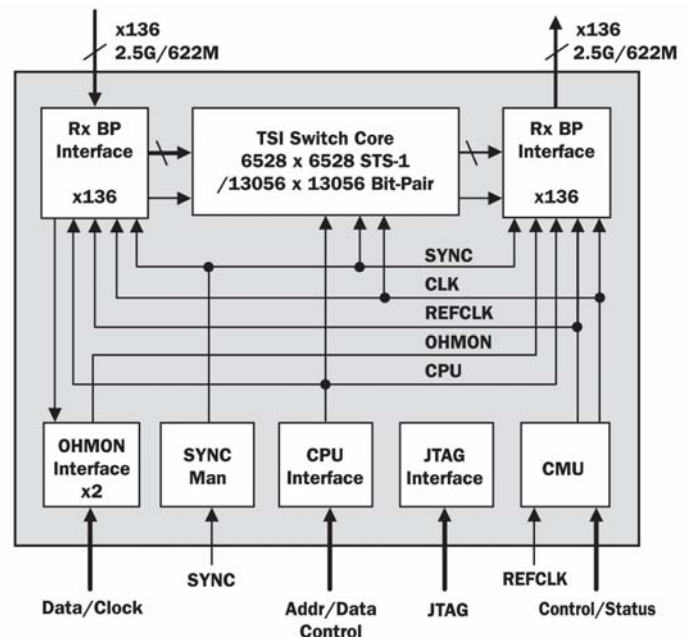 x136
2.5G/622M
x136
2.5G/622M
Rx BP
Interface
x136
TSI Switch Core
6528 x 6528 STS-1
/13056 x 13056 Bit-Pair
Rx BP
Interface
x136
SYNC
CLK
REFCLK
OHMON
CPU
OHMON
Interface
x2
SYNC
Man
CPU
Interface
JTAG
Interface
CMU
SYNC
REFCLK
Data/Clock
Addr/Data
Control
JTAG
Control/Status